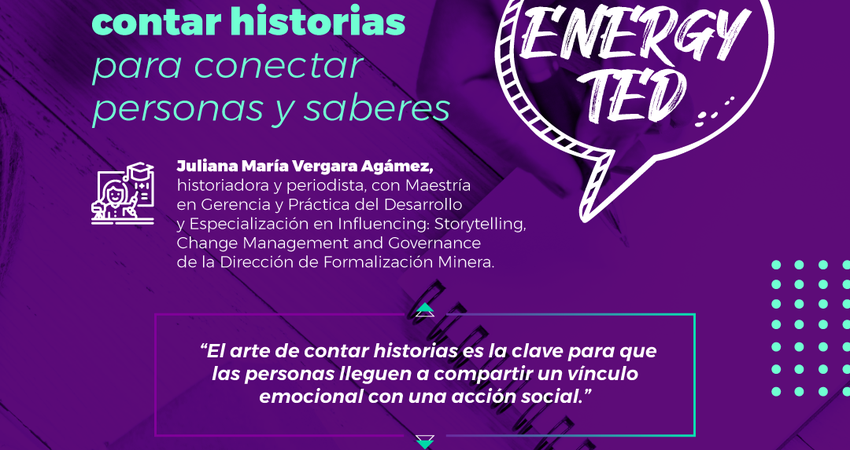 contar historias
para conectar
personas y saberes
ENERGY
TED
Juliana María Vergara Agámez,
historiadora y periodista, con Maestría
en Gerencia y Práctica del Desarrollo
y Especialización en Influencing: Storytelling,
Change Management and Governance
de la Dirección de Formalización Minera.
“El arte de contar historias es la clave para que
las personas lleguen a compartir un vínculo
emocional con una acción social.”